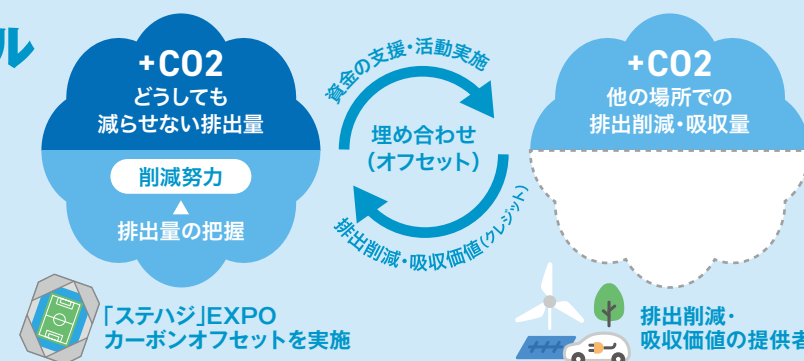 ル
+CO2
どうしても
減らせない排出量
削減努力
▲
排出量の把握
資金の支援・活動実施
埋め合わせ
(オフセット)
排出削減・吸収価値(クレジット)
+CO2
他の場所での
排出削減・吸収量
「ステハジ」EXPO
カーボンオフセットを実施
排出削減・
吸収価値の提供者